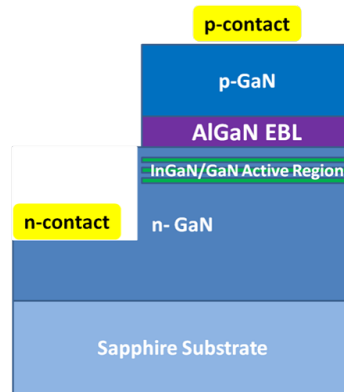 p-contact
p-GaN
AlGaN EBL
InGaN/GaN Active Region
n-contact
n- GaN
Sapphire Substrate